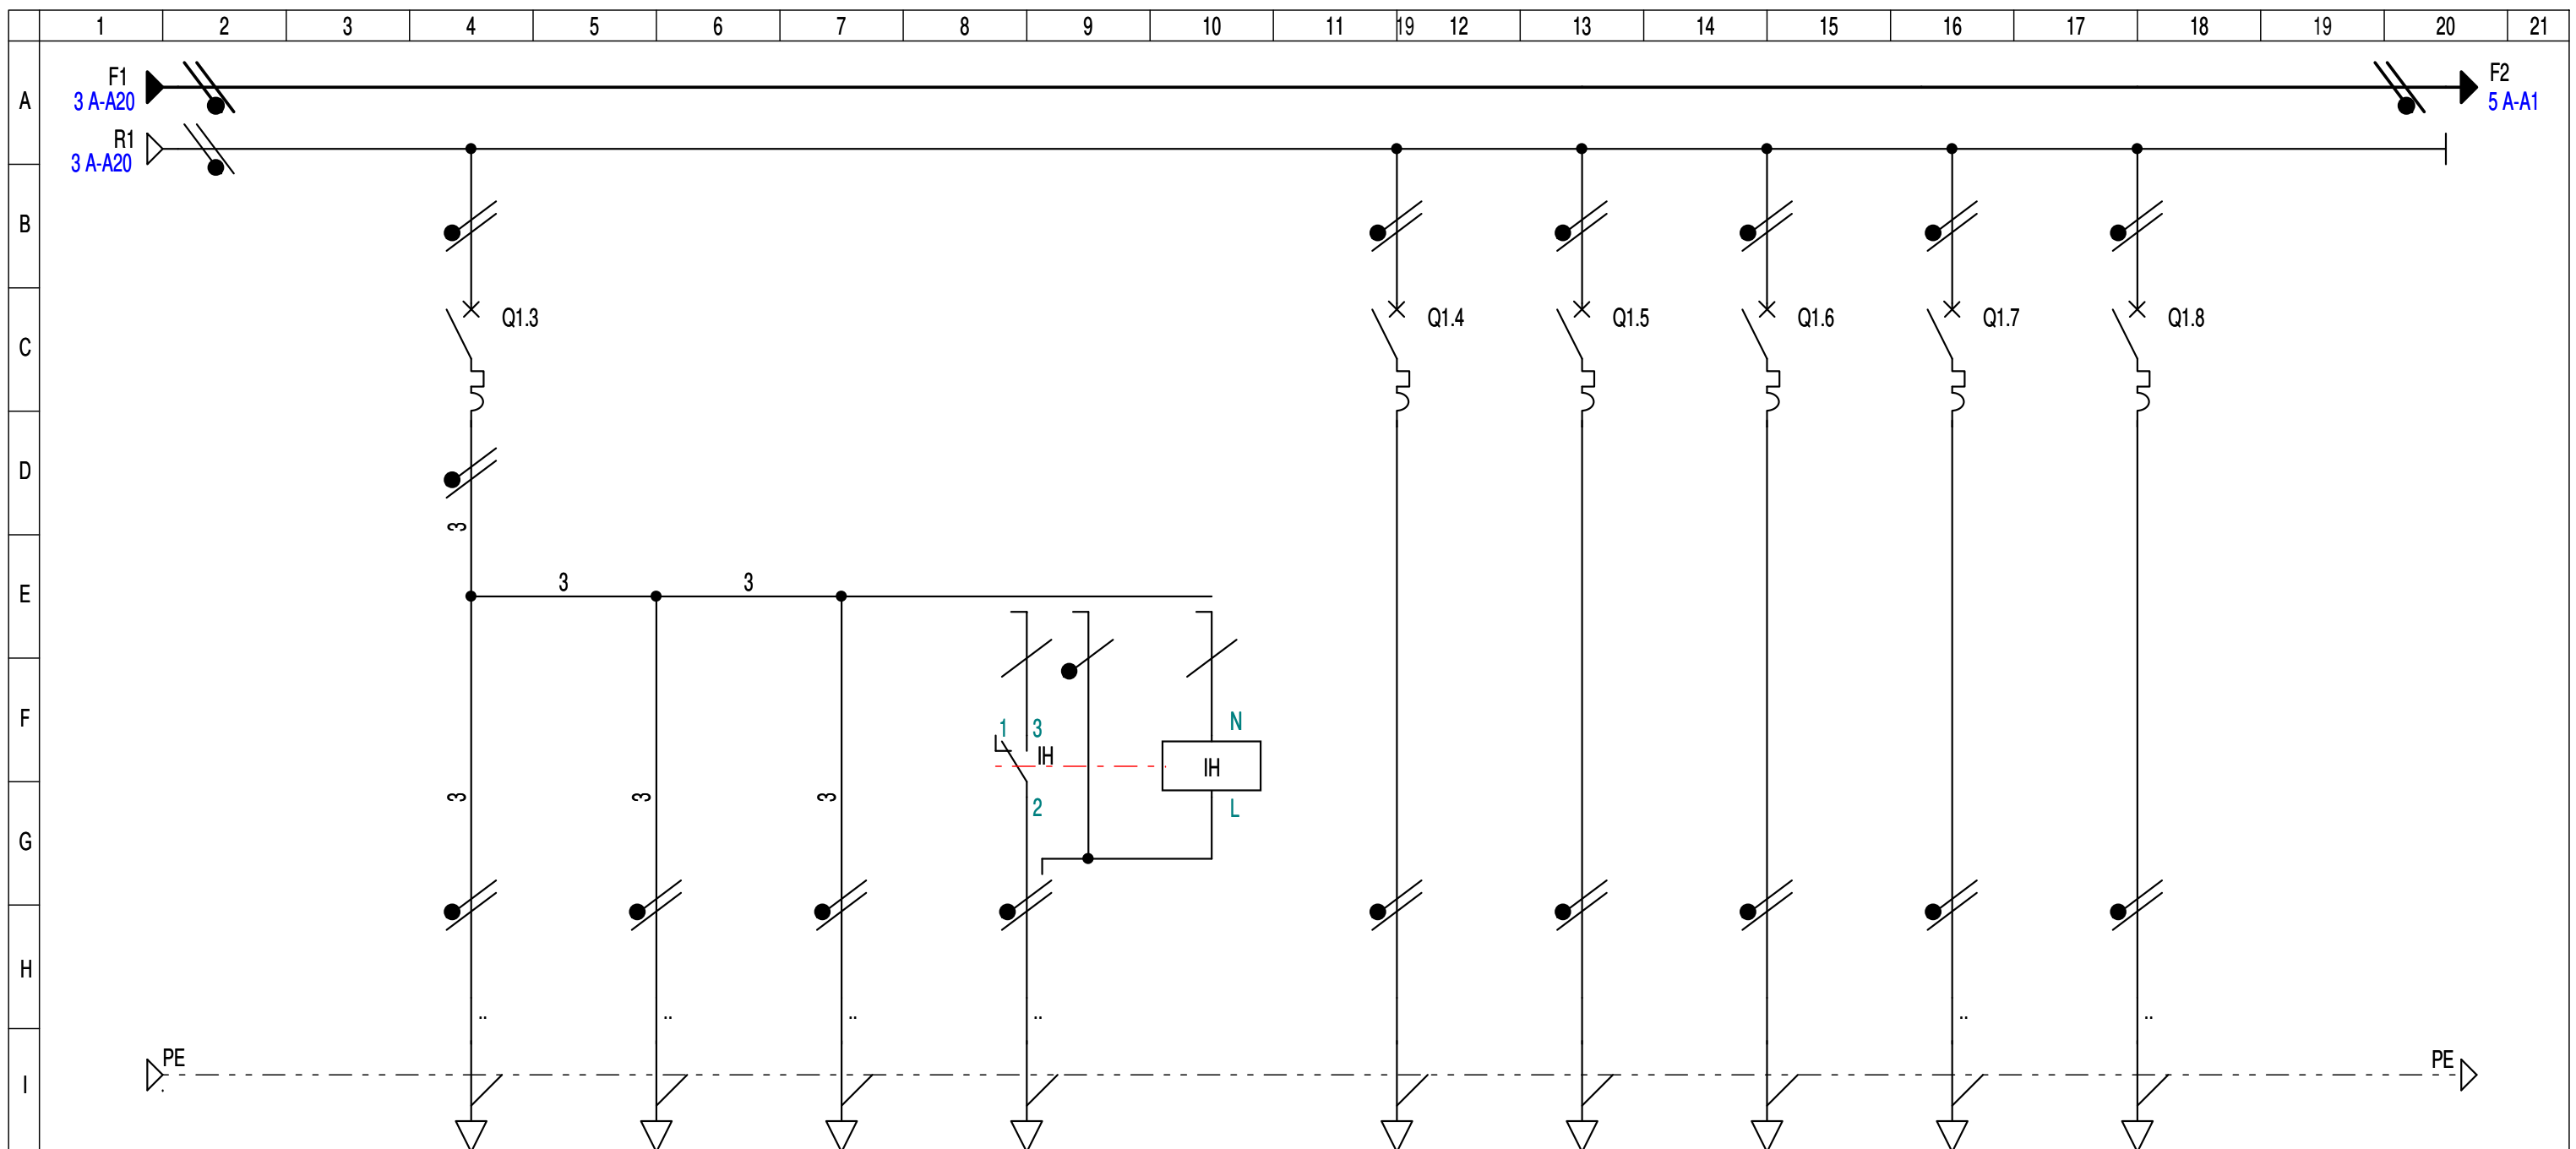 1 2 3 4 5 6 7 8 9 10 11 19 12 13 14 15 16 17 18 19 20 21
A
F1
3 A-A20
F2
5 A-A1
R1
3 A-A20
B
C
Q1.3 Q1.4 Q1.5 Q1.6 Q1.7 Q1.8
D
3
E
3 3
F
N
1 3
IH
IH
3 3 3
2
L
G
H
.. .. .. .. .. ..
PE PE
I